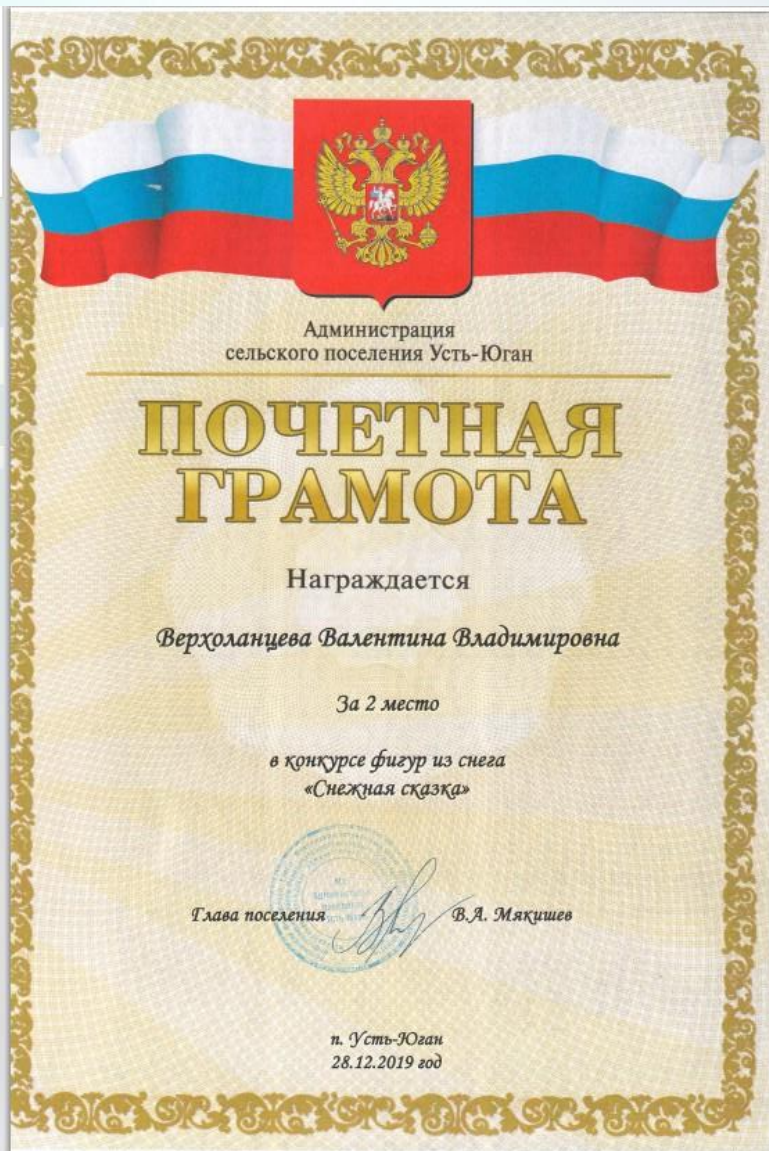 Администрация
сельского поселения Усть-Юган
ПОЧЕТНАЯ
ГРАМОТА
Награждается
Верхоланцева Валентина Владимировна
За 2 место
в конкурсе фигур из снега
«Снежная сказка»
Глава поселения В.А. Мякишев
п. Усть-Юган
28.12.2019 год